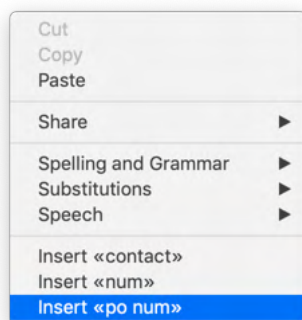 Cut
Copy
Paste
Share
Spelling and Grammar
Substitutions
Speech
Insert «contact»
Insert «num»
Insert «po num»